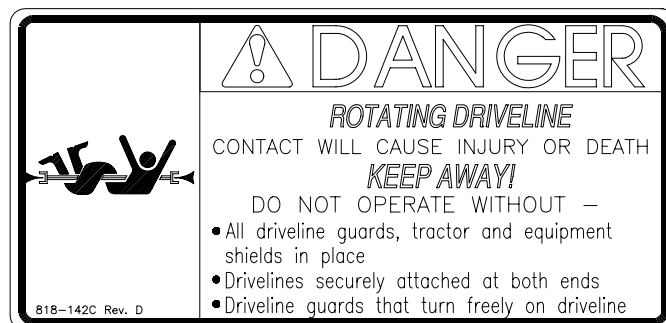 DANGER
ROTATING DRIVELINE
CONTACT WILL CAUSE INJURY OR DEATH
KEEP AWAY!
DO NOT OPERATE WITHOUT –
• All driveline guards, tractor and equipment
shields in place
• Drivelines securely attached at both ends
• Driveline guards that turn freely on driveline
818-142C Rev. D